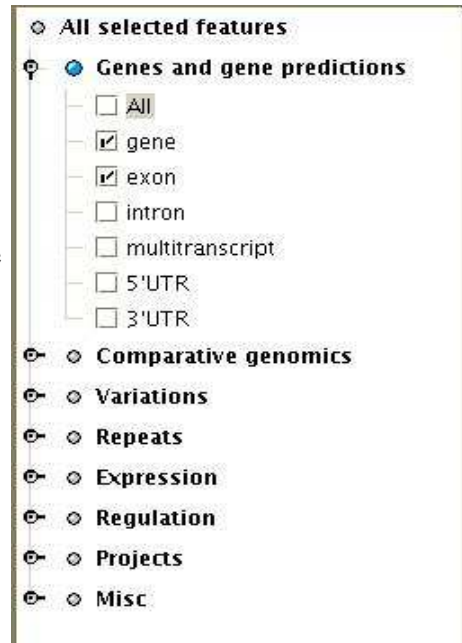 All selected features
Genes and gene predictions
All
gene
exon
intron
multitranscript
5'UTR
3'UTR
Comparative genomics
Variations
Repeats
Expression
Regulation
Projects
Misc